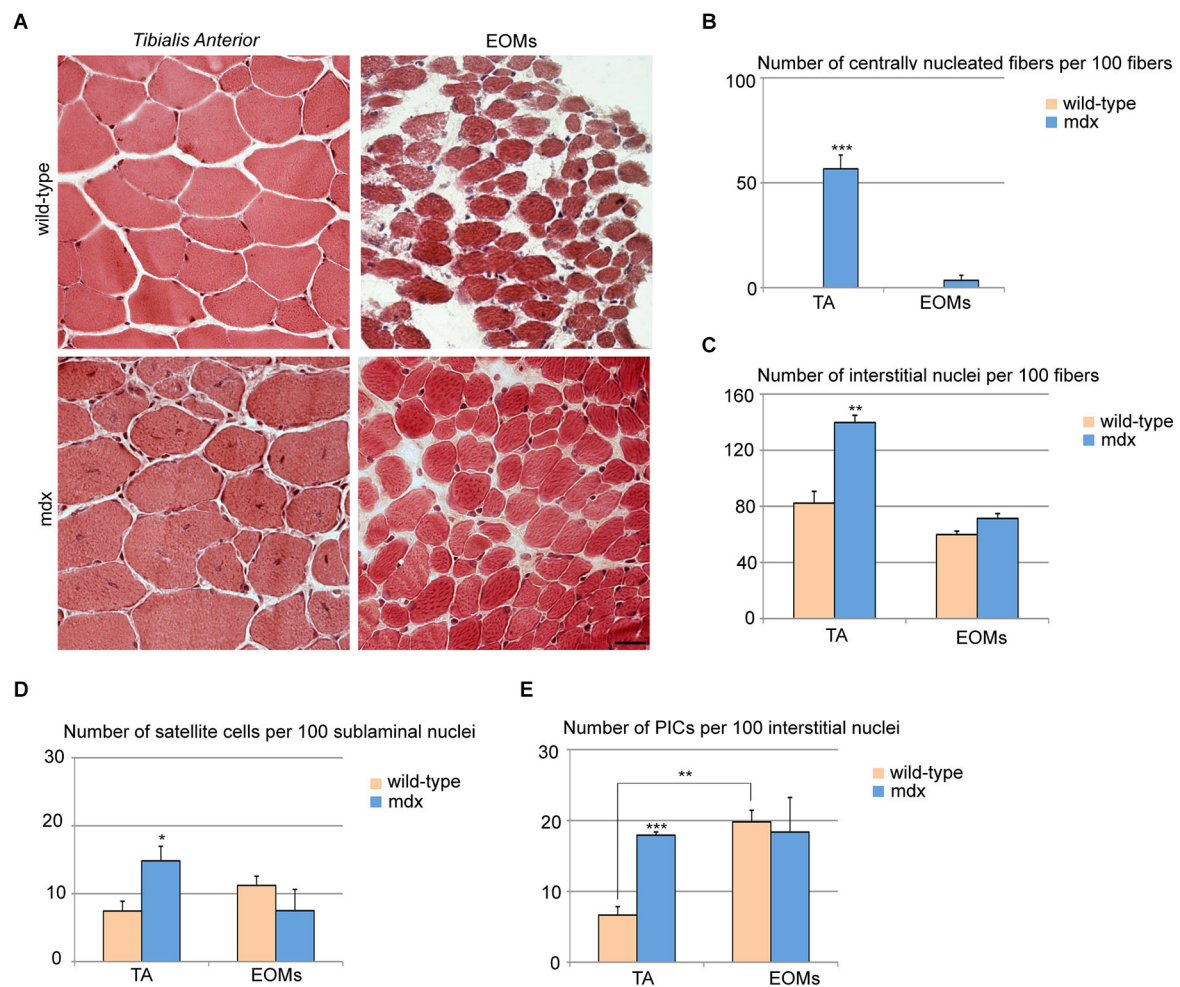 A
Tibialis Anterior
EOMs
wild-type
mdx
B
Number of centrally nucleated fibers per 100 fibers
100
50
0
***
TA
EOMs
wild-type
mdx
C
Number of interstitial nuclei per 100 fibers
160
120
80
40
0
**
TA
EOMs
wild-type
mdx
D
Number of satellite cells per 100 sublaminal nuclei
30
20
10
0
*
TA
EOMs
wild-type
mdx
E
Number of PICs per 100 interstitial nuclei
30
20
10
0
**
***
TA
EOMs
wild-type
mdx